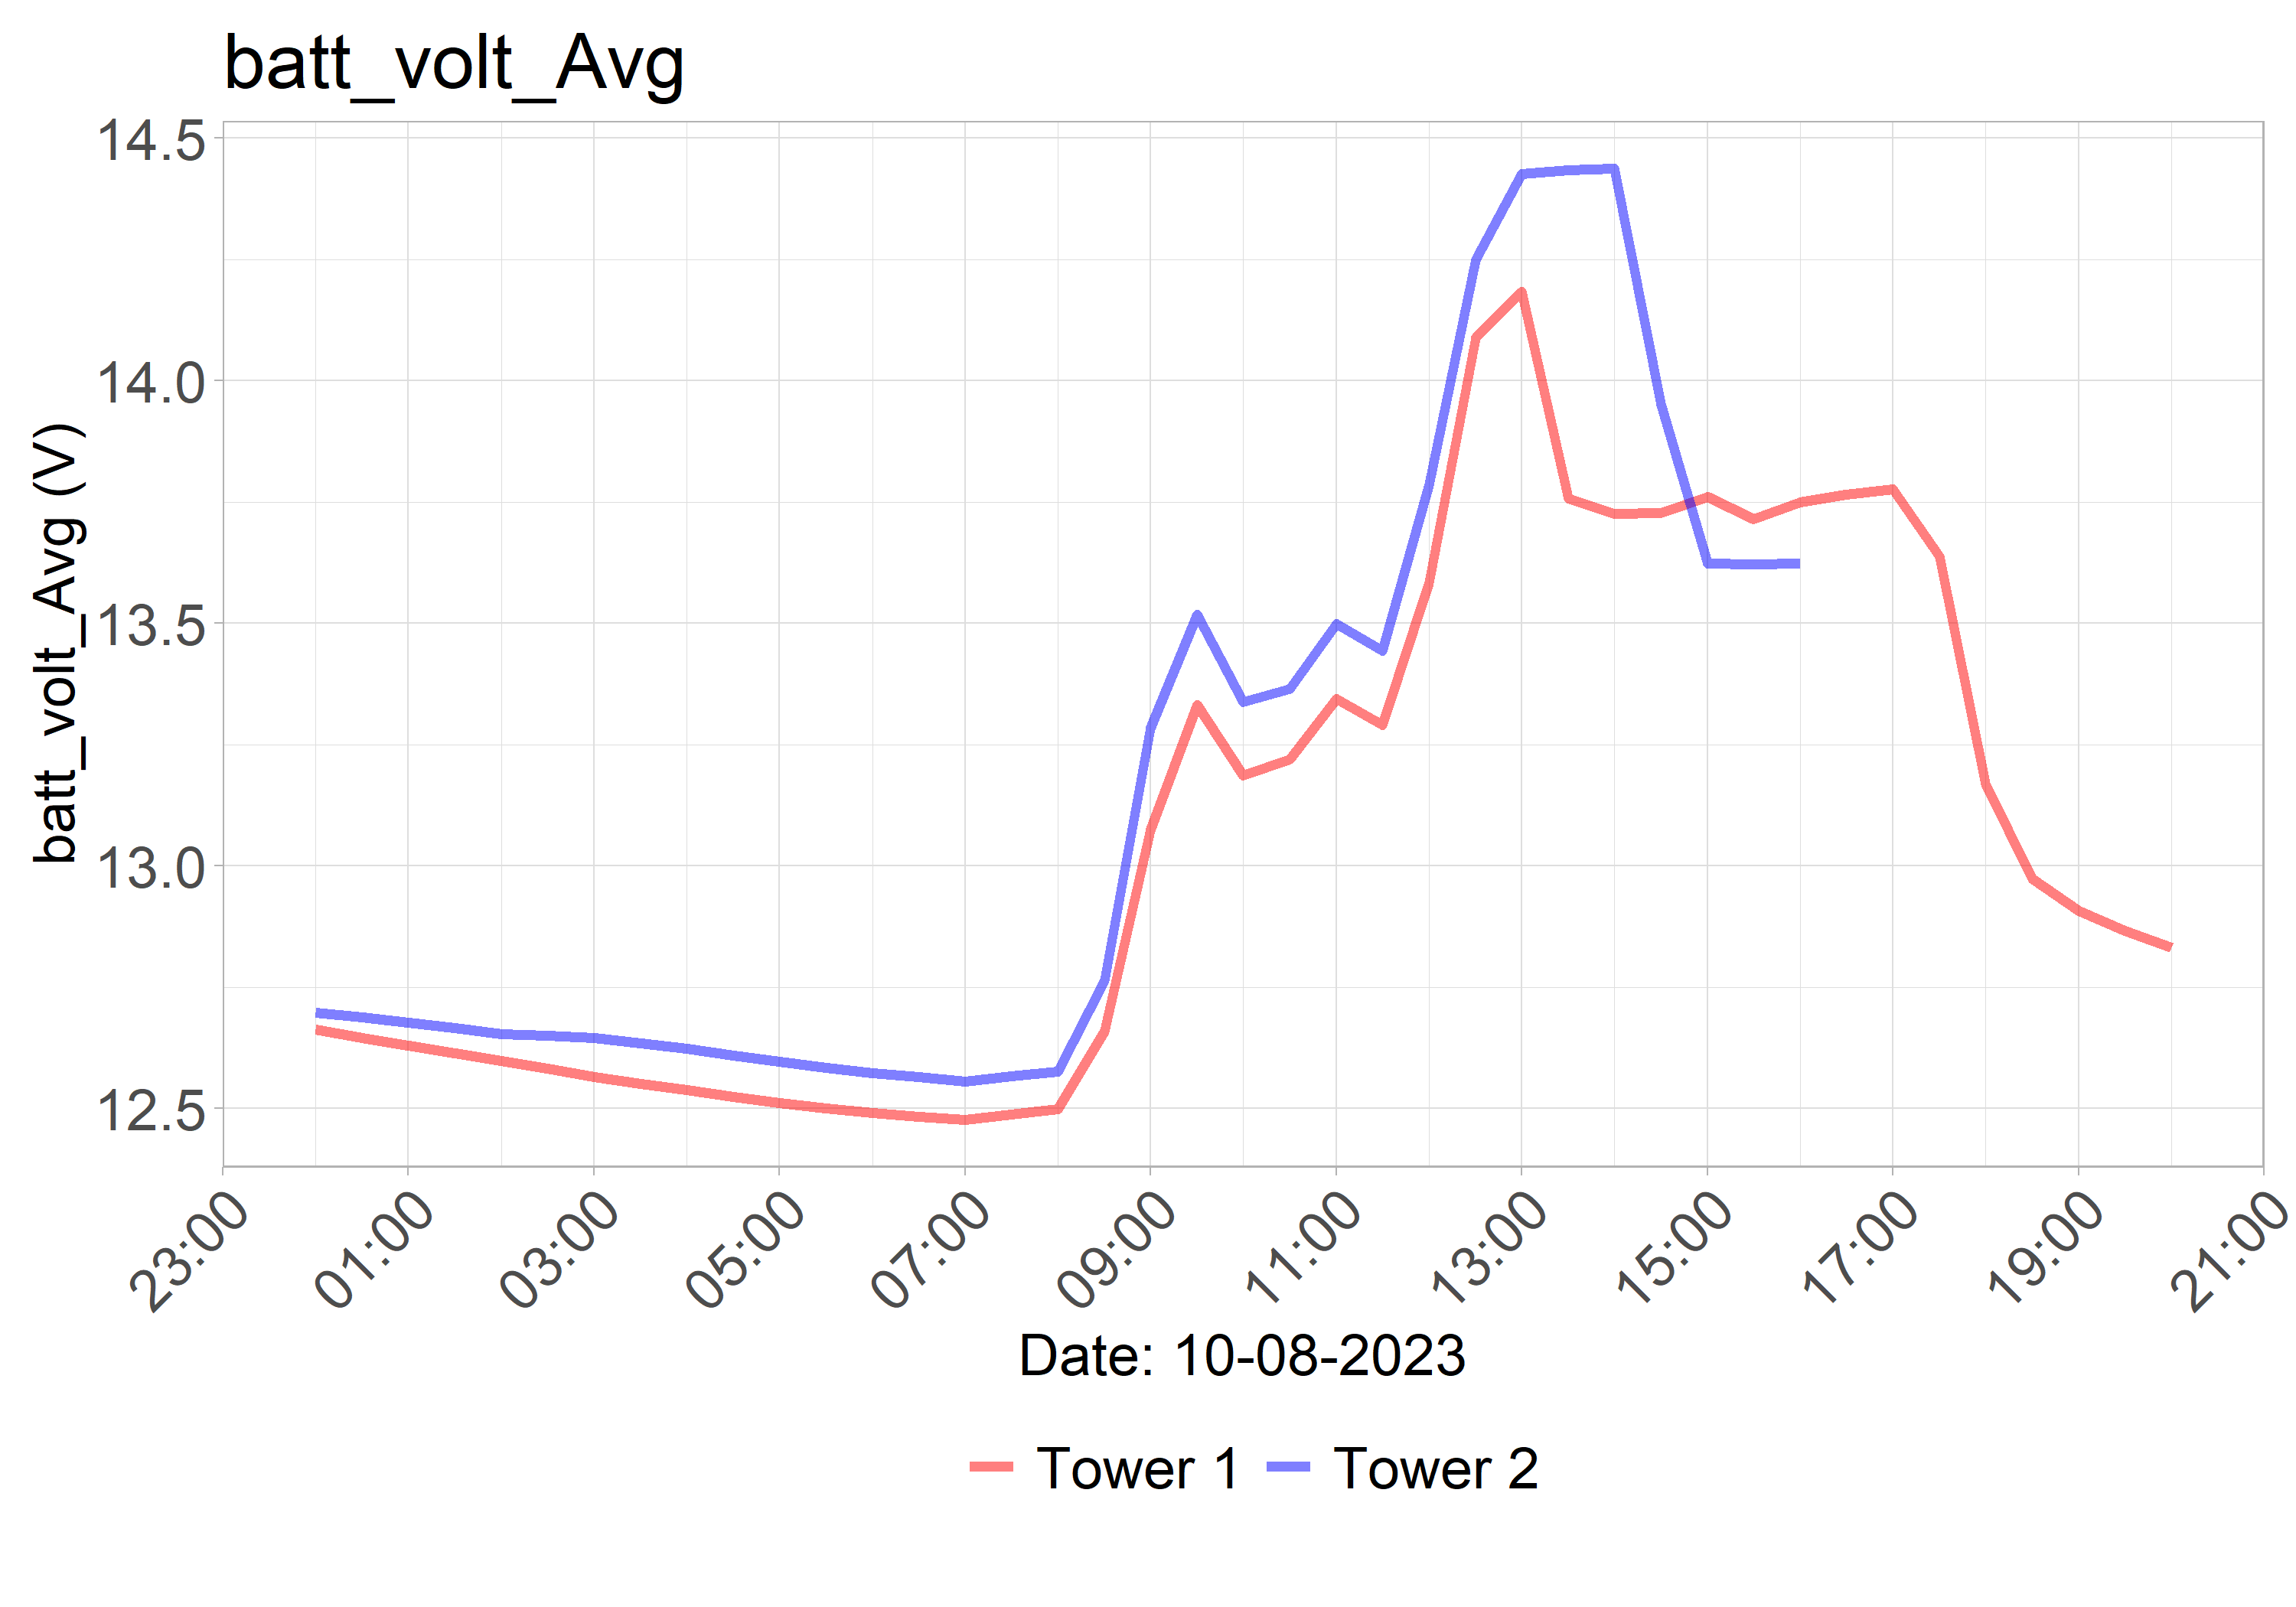 batt_volt_Avg
batt_volt_Avg (V)
14.5
14.0
13.5
13.0
12.5
23:00 01:00 03:00 05:00 07:00 09:00 11:00 13:00 15:00 17:00 19:00 21:00
Date: 10-08-2023
Tower 1 Tower 2